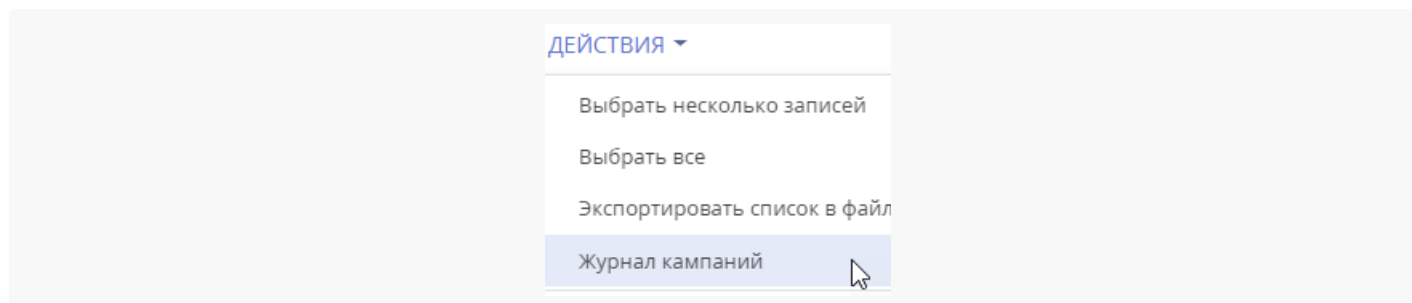 ДЕЙСТВИЯ
Выбрать несколько записей
Выбрать все
Экспортировать список в файл
Журнал кампаний